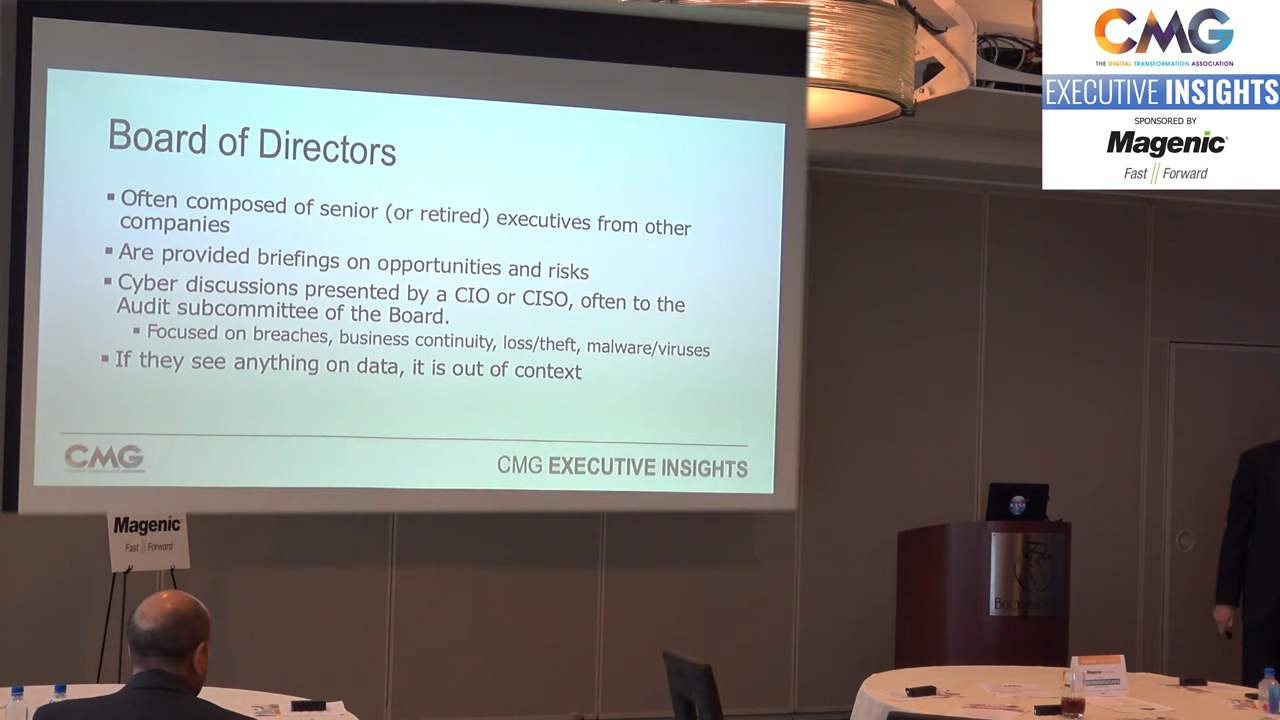 Board of Directors
▪ Often composed of senior (or retired) executives from other
companies
▪ Are provided briefings on opportunities and risks
▪ Cyber discussions presented by a CIO or CISO, often to the
Audit subcommittee of the Board.
▪ Focused on breaches, business continuity, loss/theft, malware/viruses
▪ If they see anything on data, it is out of context
CMG
CMG EXECUTIVE INSIGHTS
CMG
THE DIGITAL TRANSFORMATION ASSOCIATION
EXECUTIVE INSIGHTS
SPONSORED BY
Magenic
Fast // Forward
Magenic
Fast // Forward
NASA